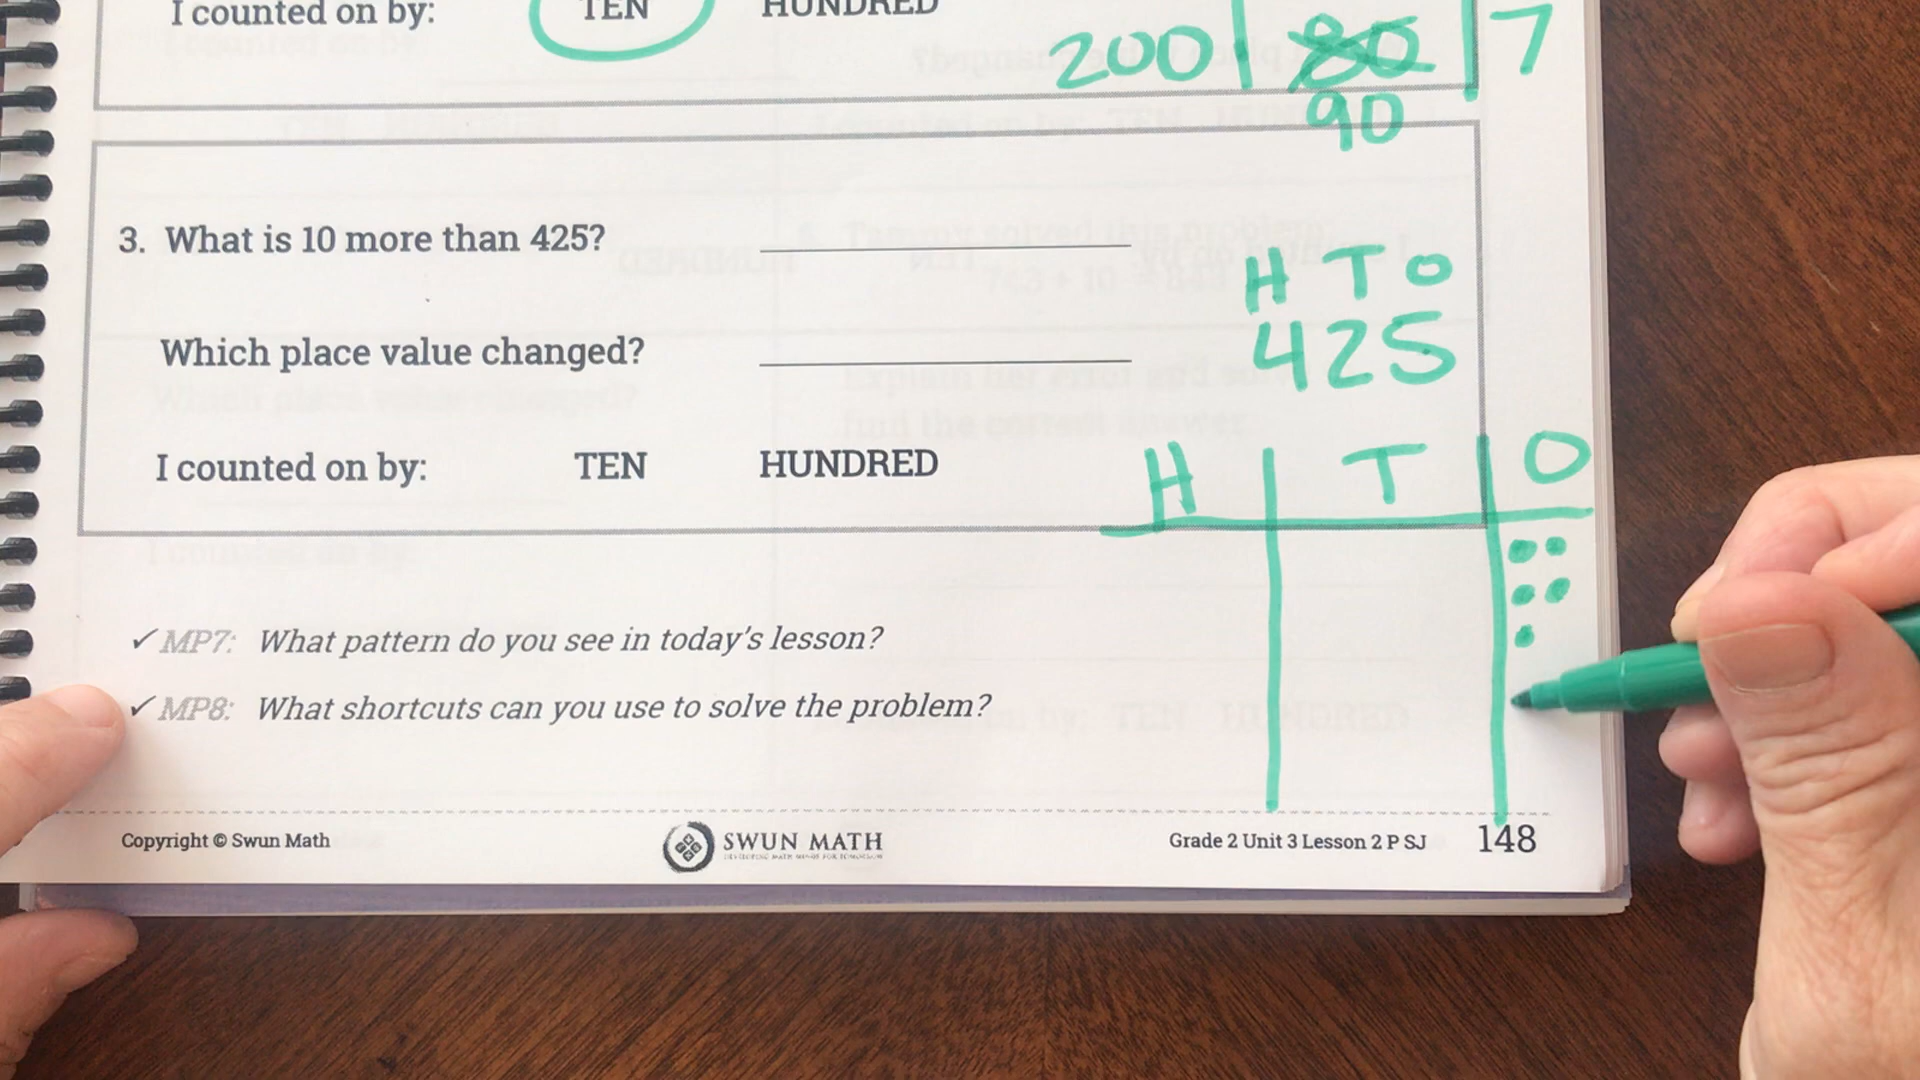 I counted on by: TEN HUNDRED
200 80 7
90
3. What is 10 more than 425?
H T O
425
Which place value changed?
I counted on by: TEN HUNDRED
H T O
✓ MP7: What pattern do you see in today's lesson?
✓ MP8: What shortcuts can you use to solve the problem?
Copyright © Swun Math SWUN MATH Grade 2 Unit 3 Lesson 2 P SJ 148